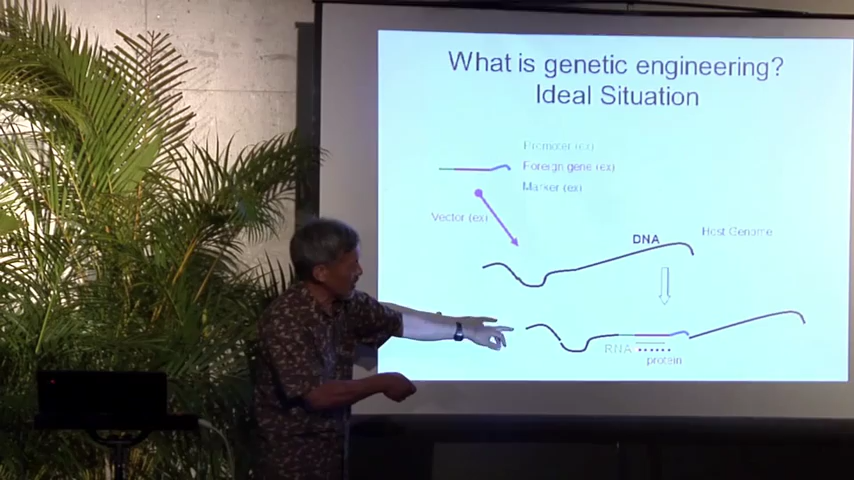 What is genetic engineering?
Ideal Situation
Promoter (ex)
Foreign gene (ex)
Marker (ex)
Vector (ex)
DNA
Host Genome
RNA
protein